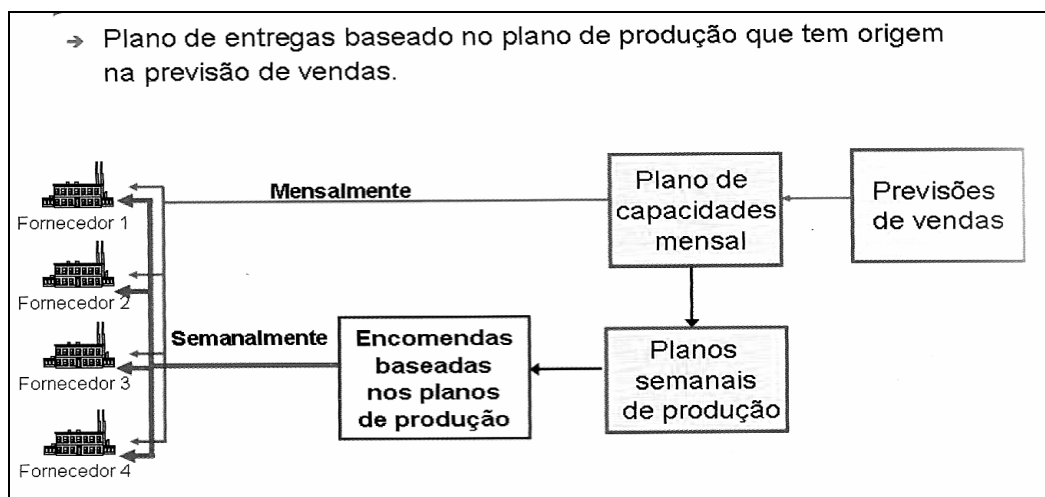 → Plano de entregas baseado no plano de produção que tem origem
na previsão de vendas.
Mensalmente
Plano de
capacidades
mensal
Previsões
de vendas
Fornecedor 1
Fornecedor 2
Semanalmente
Encomendas
baseadas
nos planos
de produção
Planos
semanais
de produção
Fornecedor 3
Fornecedor 4